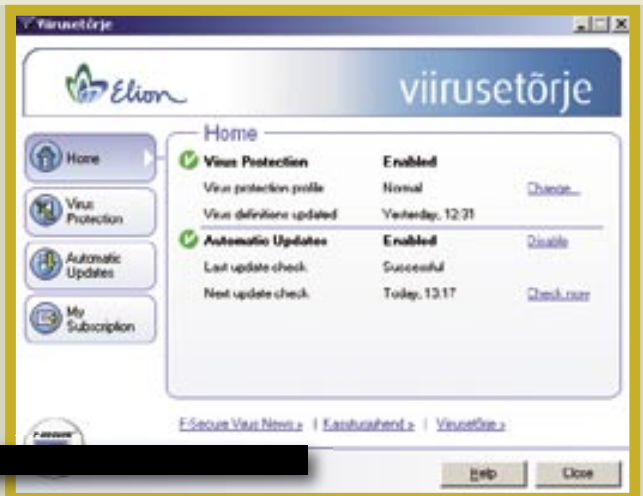 Viirusetõrje
Elion
viirusetõrje
Home
Home
Virus Protection Enabled
Virus protection profile Normal Change...
Virus definitions updated Yesterday, 12:31
Virus Protection
Automatic Updates Enabled Disable
Last update check Successful
Next update check Today, 13:17 Check now
Automatic Updates
My Subscription
F-Secure Virus News » | Kasutusjuhend » | Viirusetõrje »
Help Close